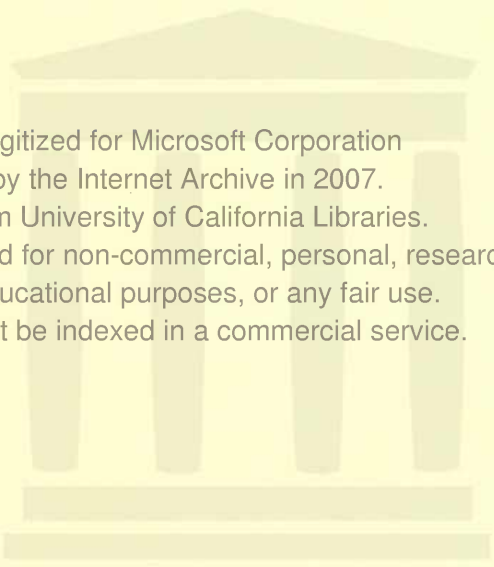 gitized for Microsoft Corporation
by the Internet Archive in 2007.
m University of California Libraries.
d for non-commercial, personal, researc
ucational purposes, or any fair use.
t be indexed in a commercial service.